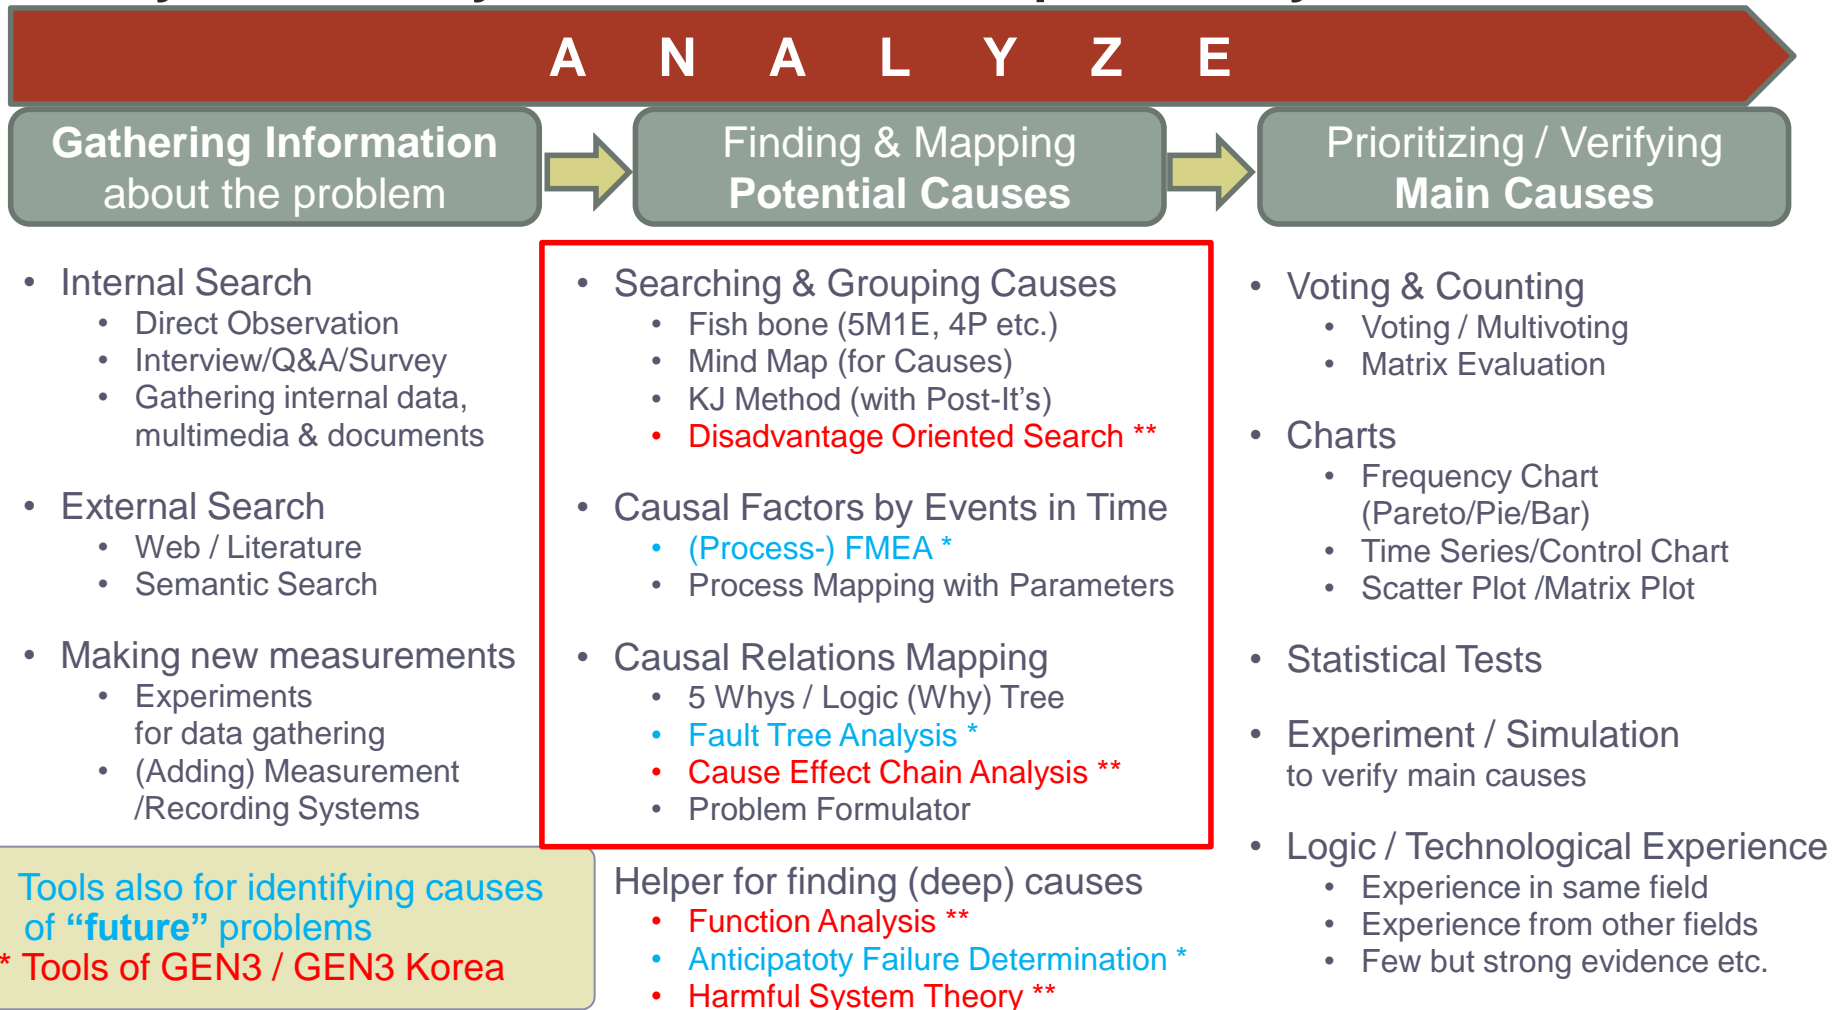 A N A L Y Z E
Gathering Information
about the problem
Finding & Mapping
Potential Causes
Prioritizing / Verifying
Main Causes
• Internal Search
• Direct Observation
• Interview/Q&A/Survey
• Gathering internal data,
multimedia & documents
• External Search
• Web / Literature
• Semantic Search
• Making new measurements
• Experiments
for data gathering
• (Adding) Measurement
/Recording Systems
Tools also for identifying causes
of “future” problems
* Tools of GEN3 / GEN3 Korea
• Searching & Grouping Causes
• Fish bone (5M1E, 4P etc.)
• Mind Map (for Causes)
• KJ Method (with Post-It’s)
• Disadvantage Oriented Search **
• Causal Factors by Events in Time
• (Process-) FMEA *
• Process Mapping with Parameters
• Causal Relations Mapping
• 5 Whys / Logic (Why) Tree
• Fault Tree Analysis *
• Cause Effect Chain Analysis **
• Problem Formulator
Helper for finding (deep) causes
• Function Analysis **
• Anticipatoty Failure Determination *
• Harmful System Theory **
• Voting & Counting
• Voting / Multivoting
• Matrix Evaluation
• Charts
• Frequency Chart
(Pareto/Pie/Bar)
• Time Series/Control Chart
• Scatter Plot /Matrix Plot
• Statistical Tests
• Experiment / Simulation
to verify main causes
• Logic / Technological Experience
• Experience in same field
• Experience from other fields
• Few but strong evidence etc.